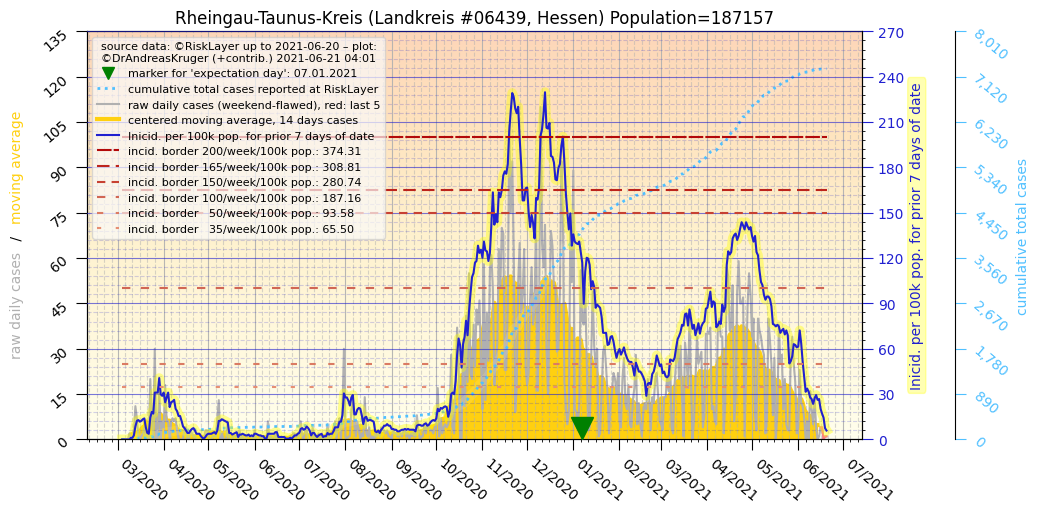 Rheingau-Taunus-Kreis (Landkreis #06439, Hessen) Population=187157
source data: ©RiskLayer up to 2021-06-20 – plot:
©DrAndreasKruger (+contrib.) 2021-06-21 04:01
marker for 'expectation day': 07.01.2021
cumulative total cases reported at RiskLayer
raw daily cases (weekend-flawed), red: last 5
centered moving average, 14 days cases
Inicid. per 100k pop. for prior 7 days of date
incid. border 200/week/100k pop.: 374.31
incid. border 165/week/100k pop.: 308.81
incid. border 150/week/100k pop.: 280.74
incid. border 100/week/100k pop.: 187.16
incid. border   50/week/100k pop.: 93.58
incid. border   35/week/100k pop.: 65.50
raw daily cases / moving average
135
120
105
90
75
60
45
30
15
0
270
240
210
180
150
120
90
60
30
0
Inicid. per 100k pop. for prior 7 days of date
8,010
7,120
6,230
5,340
4,450
3,560
2,670
1,780
890
0
cumulative total cases
03/2020
04/2020
05/2020
06/2020
07/2020
08/2020
09/2020
10/2020
11/2020
12/2020
01/2021
02/2021
03/2021
04/2021
05/2021
06/2021
07/2021